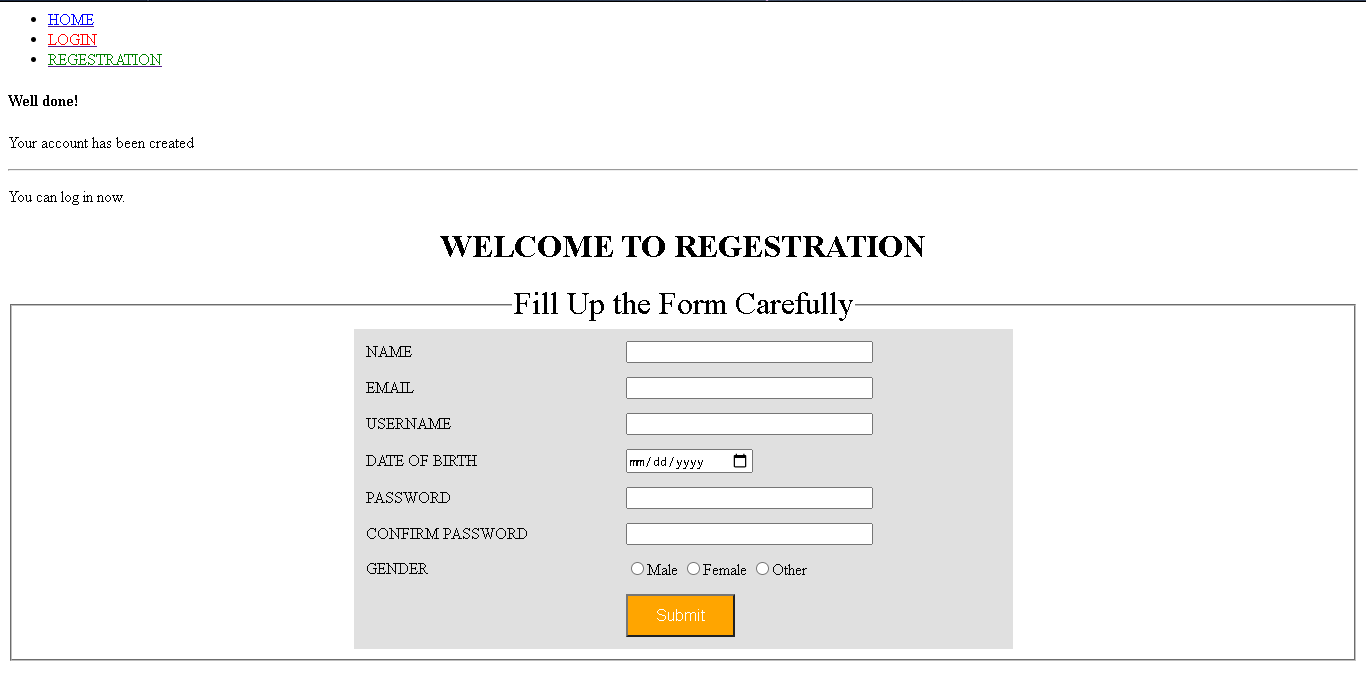 HOME
LOGIN
REGESTRATION
Well done!
Your account has been created
You can log in now.
WELCOME TO REGESTRATION
Fill Up the Form Carefully
NAME
EMAIL
USERNAME
DATE OF BIRTH mm/dd/yyyy
PASSWORD
CONFIRM PASSWORD
GENDER Male Female Other
Submit